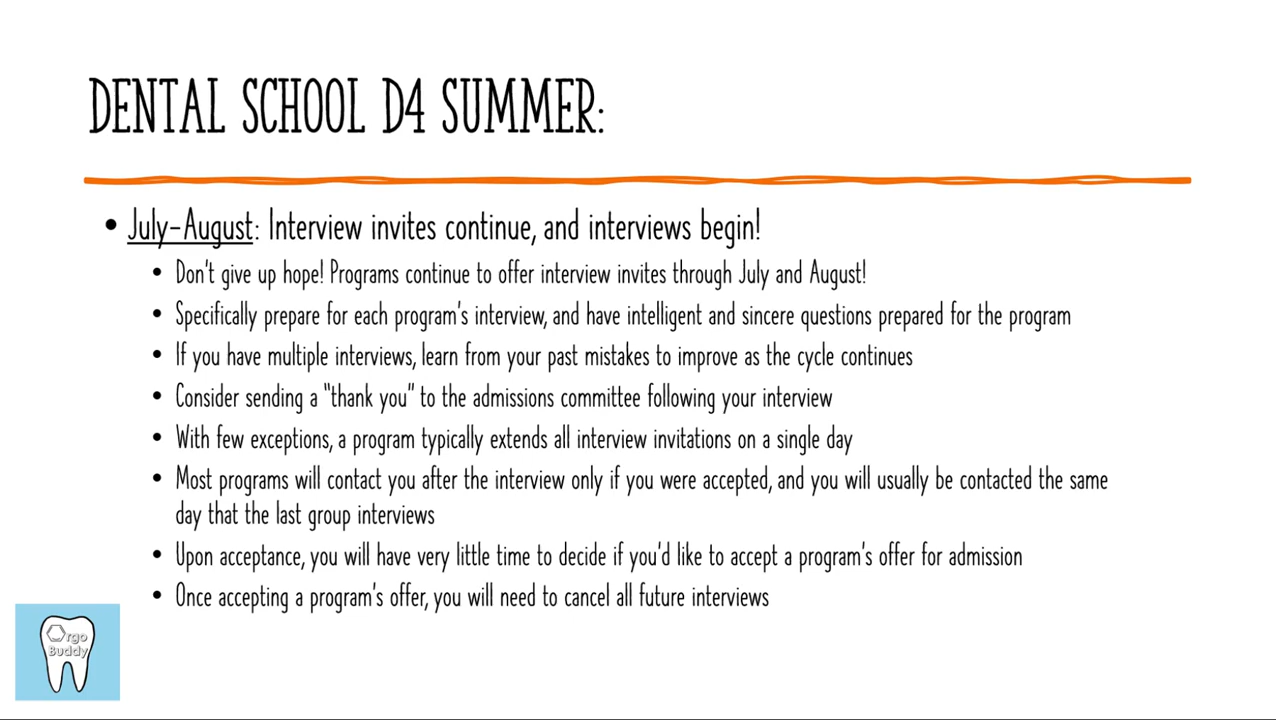 DENTAL SCHOOL D4 SUMMER:
• July-August: Interview invites continue, and interviews begin!
• Don't give up hope! Programs continue to offer interview invites through July and August!
• Specifically prepare for each program's interview, and have intelligent and sincere questions prepared for the program
• If you have multiple interviews, learn from your past mistakes to improve as the cycle continues
• Consider sending a "thank you" to the admissions committee following your interview
• With few exceptions, a program typically extends all interview invitations on a single day
• Most programs will contact you after the interview only if you were accepted, and you will usually be contacted the same
day that the last group interviews
• Upon acceptance, you will have very little time to decide if you'd like to accept a program's offer for admission
• Once accepting a program's offer, you will need to cancel all future interviews
Orgo
Buddy